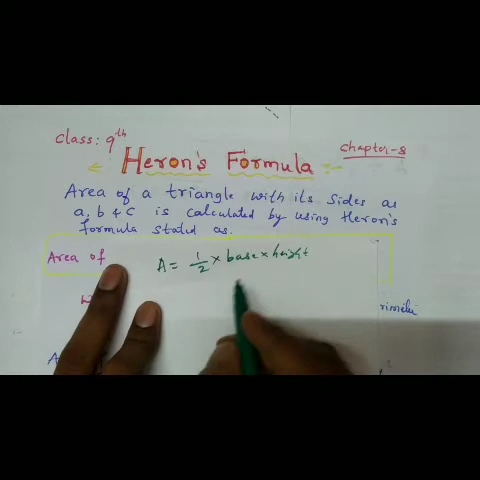 Class: 9th
chapter-8
Heron's Formula
Area of a triangle with its sides as
a, b & c is calculated by using Heron's
formula stated as.
Area of
A = 1/2 × base × height